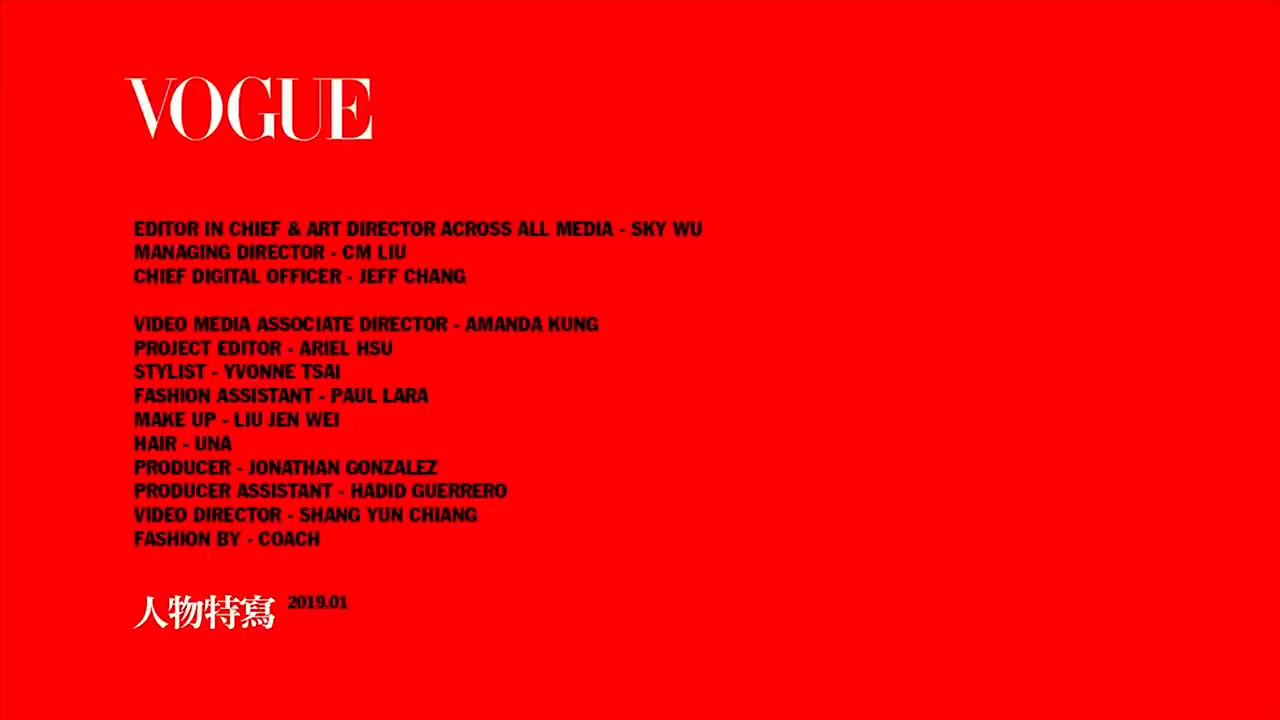 VOGUE
EDITOR IN CHIEF & ART DIRECTOR ACROSS ALL MEDIA - SKY WU
MANAGING DIRECTOR - CM LIU
CHIEF DIGITAL OFFICER - JEFF CHANG
VIDEO MEDIA ASSOCIATE DIRECTOR - AMANDA KUNG
PROJECT EDITOR - ARIEL HSU
STYLIST - YVONNE TSAI
FASHION ASSISTANT - PAUL LARA
MAKE UP - LIU JEN WEI
HAIR - UNA
PRODUCER - JONATHAN GONZALEZ
PRODUCER ASSISTANT - HADID GUERRERO
VIDEO DIRECTOR - SHANG YUN CHIANG
FASHION BY - COACH
人物特寫 2019.01